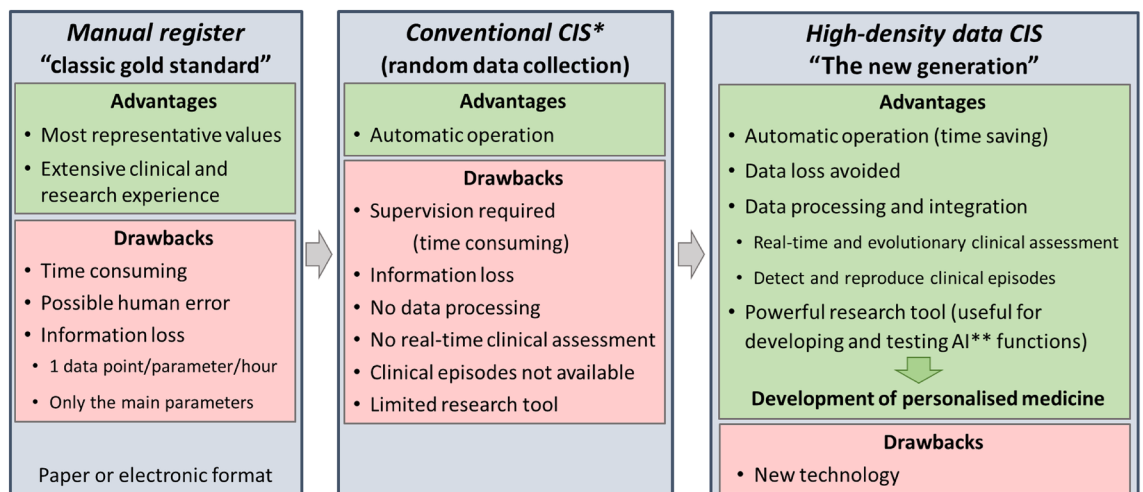 Manual register
“classic gold standard”
Advantages
• Most representative values
• Extensive clinical and
research experience
Drawbacks
• Time consuming
• Possible human error
• Information loss
• 1 data point/parameter/hour
• Only the main parameters
Paper or electronic format
Conventional CIS*
(random data collection)
Advantages
• Automatic operation
Drawbacks
• Supervision required
(time consuming)
• Information loss
• No data processing
• No real-time clinical assessment
• Clinical episodes not available
• Limited research tool
High-density data CIS
“The new generation”
Advantages
• Automatic operation (time saving)
• Data loss avoided
• Data processing and integration
• Real-time and evolutionary clinical assessment
• Detect and reproduce clinical episodes
• Powerful research tool (useful for
developing and testing AI** functions)
Development of personalised medicine
Drawbacks
• New technology